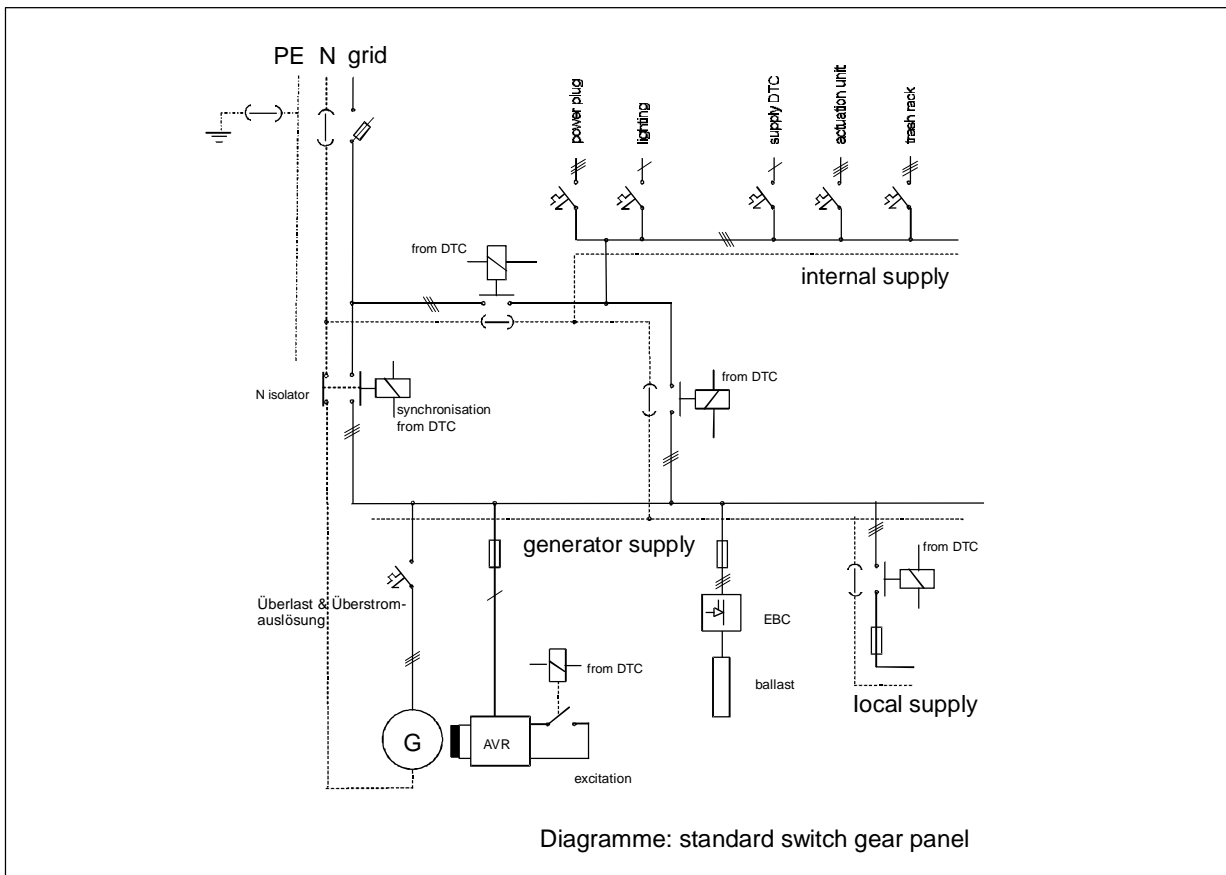 PE N grid
power plug
lighting
supply DTC
actuation unit
trash rack
from DTC
internal supply
N isolator
synchronisation
from DTC
from DTC
generator supply
from DTC
Überlast & Überstrom-
auslösung
EBC
from DTC
ballast
local supply
G
AVR
excitation
Diagramme: standard switch gear panel